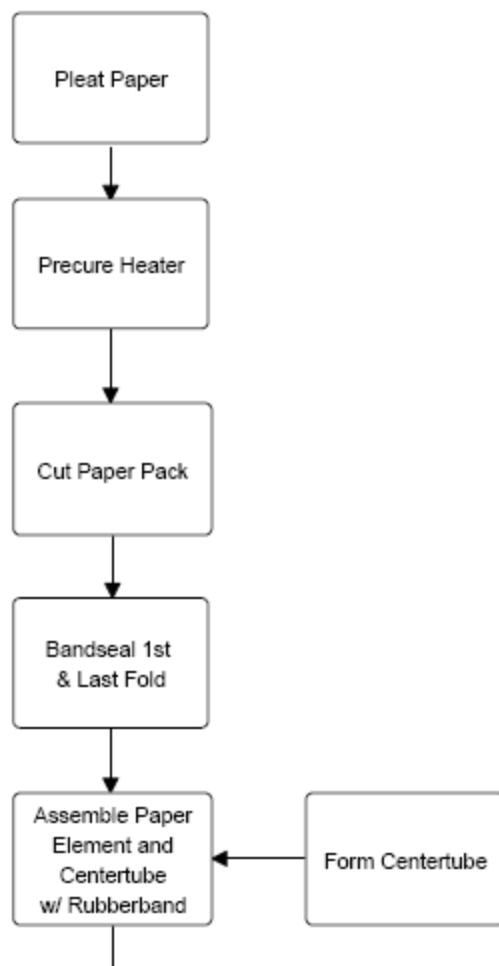 Pleat Paper
Precure Heater
Cut Paper Pack
Bandseal 1st
& Last Fold
Assemble Paper
Element and
Centertube
w/ Rubberband
Form Centertube